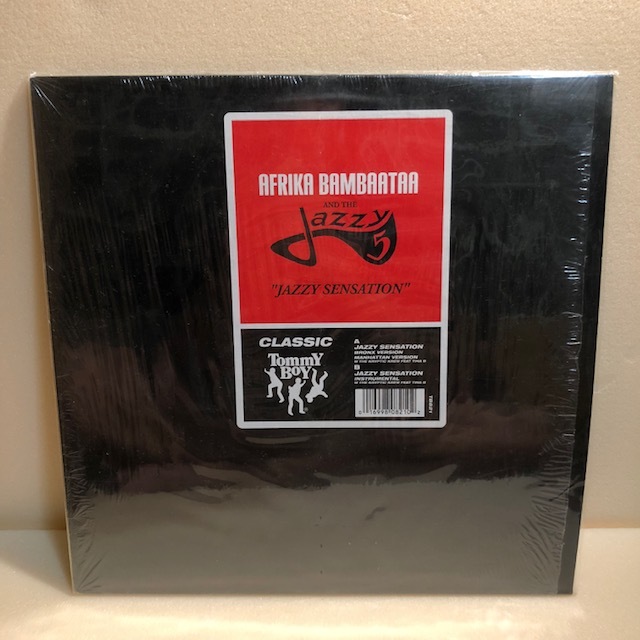 AFRIKA BAMBAATAA
AND THE
Jazzy
5
"JAZZY SENSATION"
CLASSIC
TOMMY
BOY
A
JAZZY SENSATION
BRONX VERSION
MANHATTAN VERSION
B
JAZZY SENSATION
INSTRUMENTAL